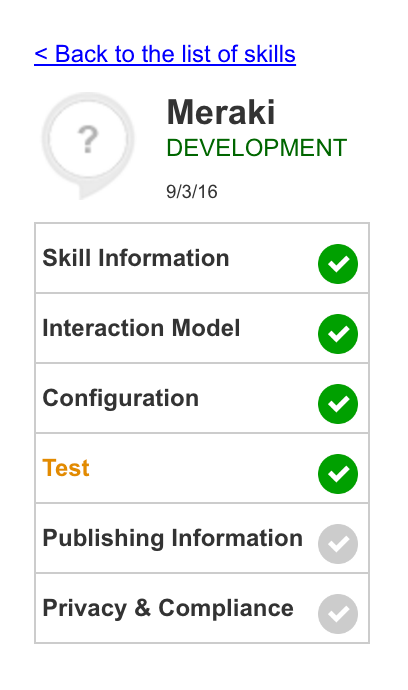 < Back to the list of skills
?
Meraki
DEVELOPMENT
9/3/16
Skill Information
Interaction Model
Configuration
Test
Publishing Information
Privacy & Compliance